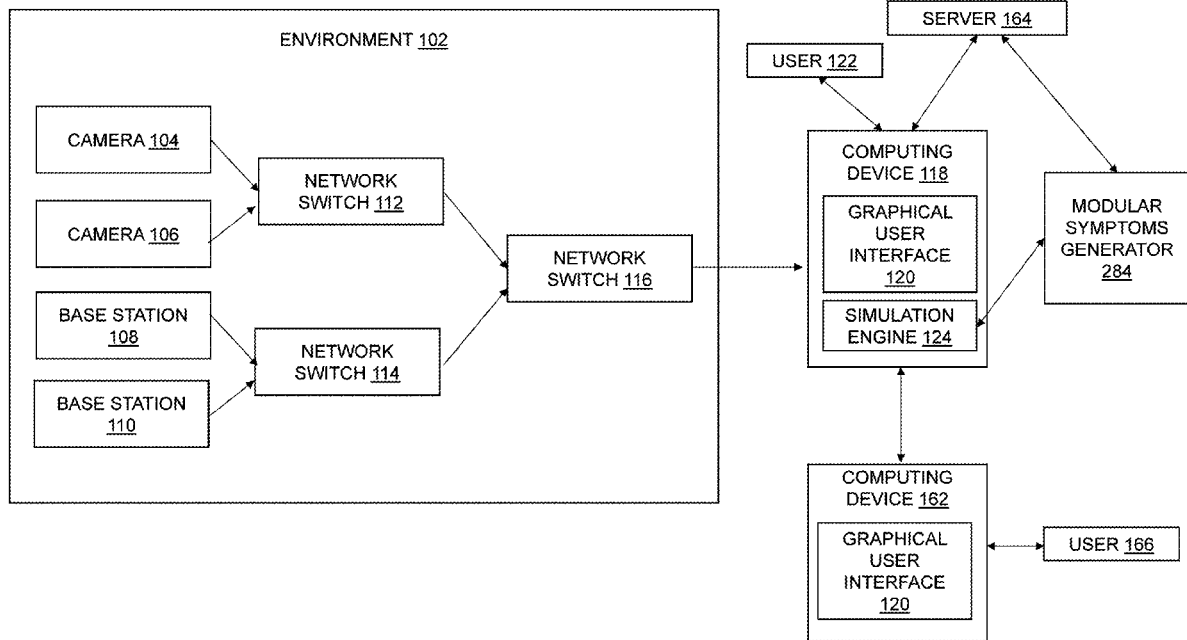 ENVIRONMENT 102
CAMERA 104
CAMERA 106
BASE STATION
108
BASE STATION
110
NETWORK
SWITCH 112
NETWORK
SWITCH 114
NETWORK
SWITCH 116
SERVER 164
USER 122
COMPUTING
DEVICE 118
GRAPHICAL
USER
INTERFACE
120
SIMULATION
ENGINE 124
MODULAR
SYMPTOMS
GENERATOR
284
COMPUTING
DEVICE 162
GRAPHICAL
USER
INTERFACE
120
USER 166